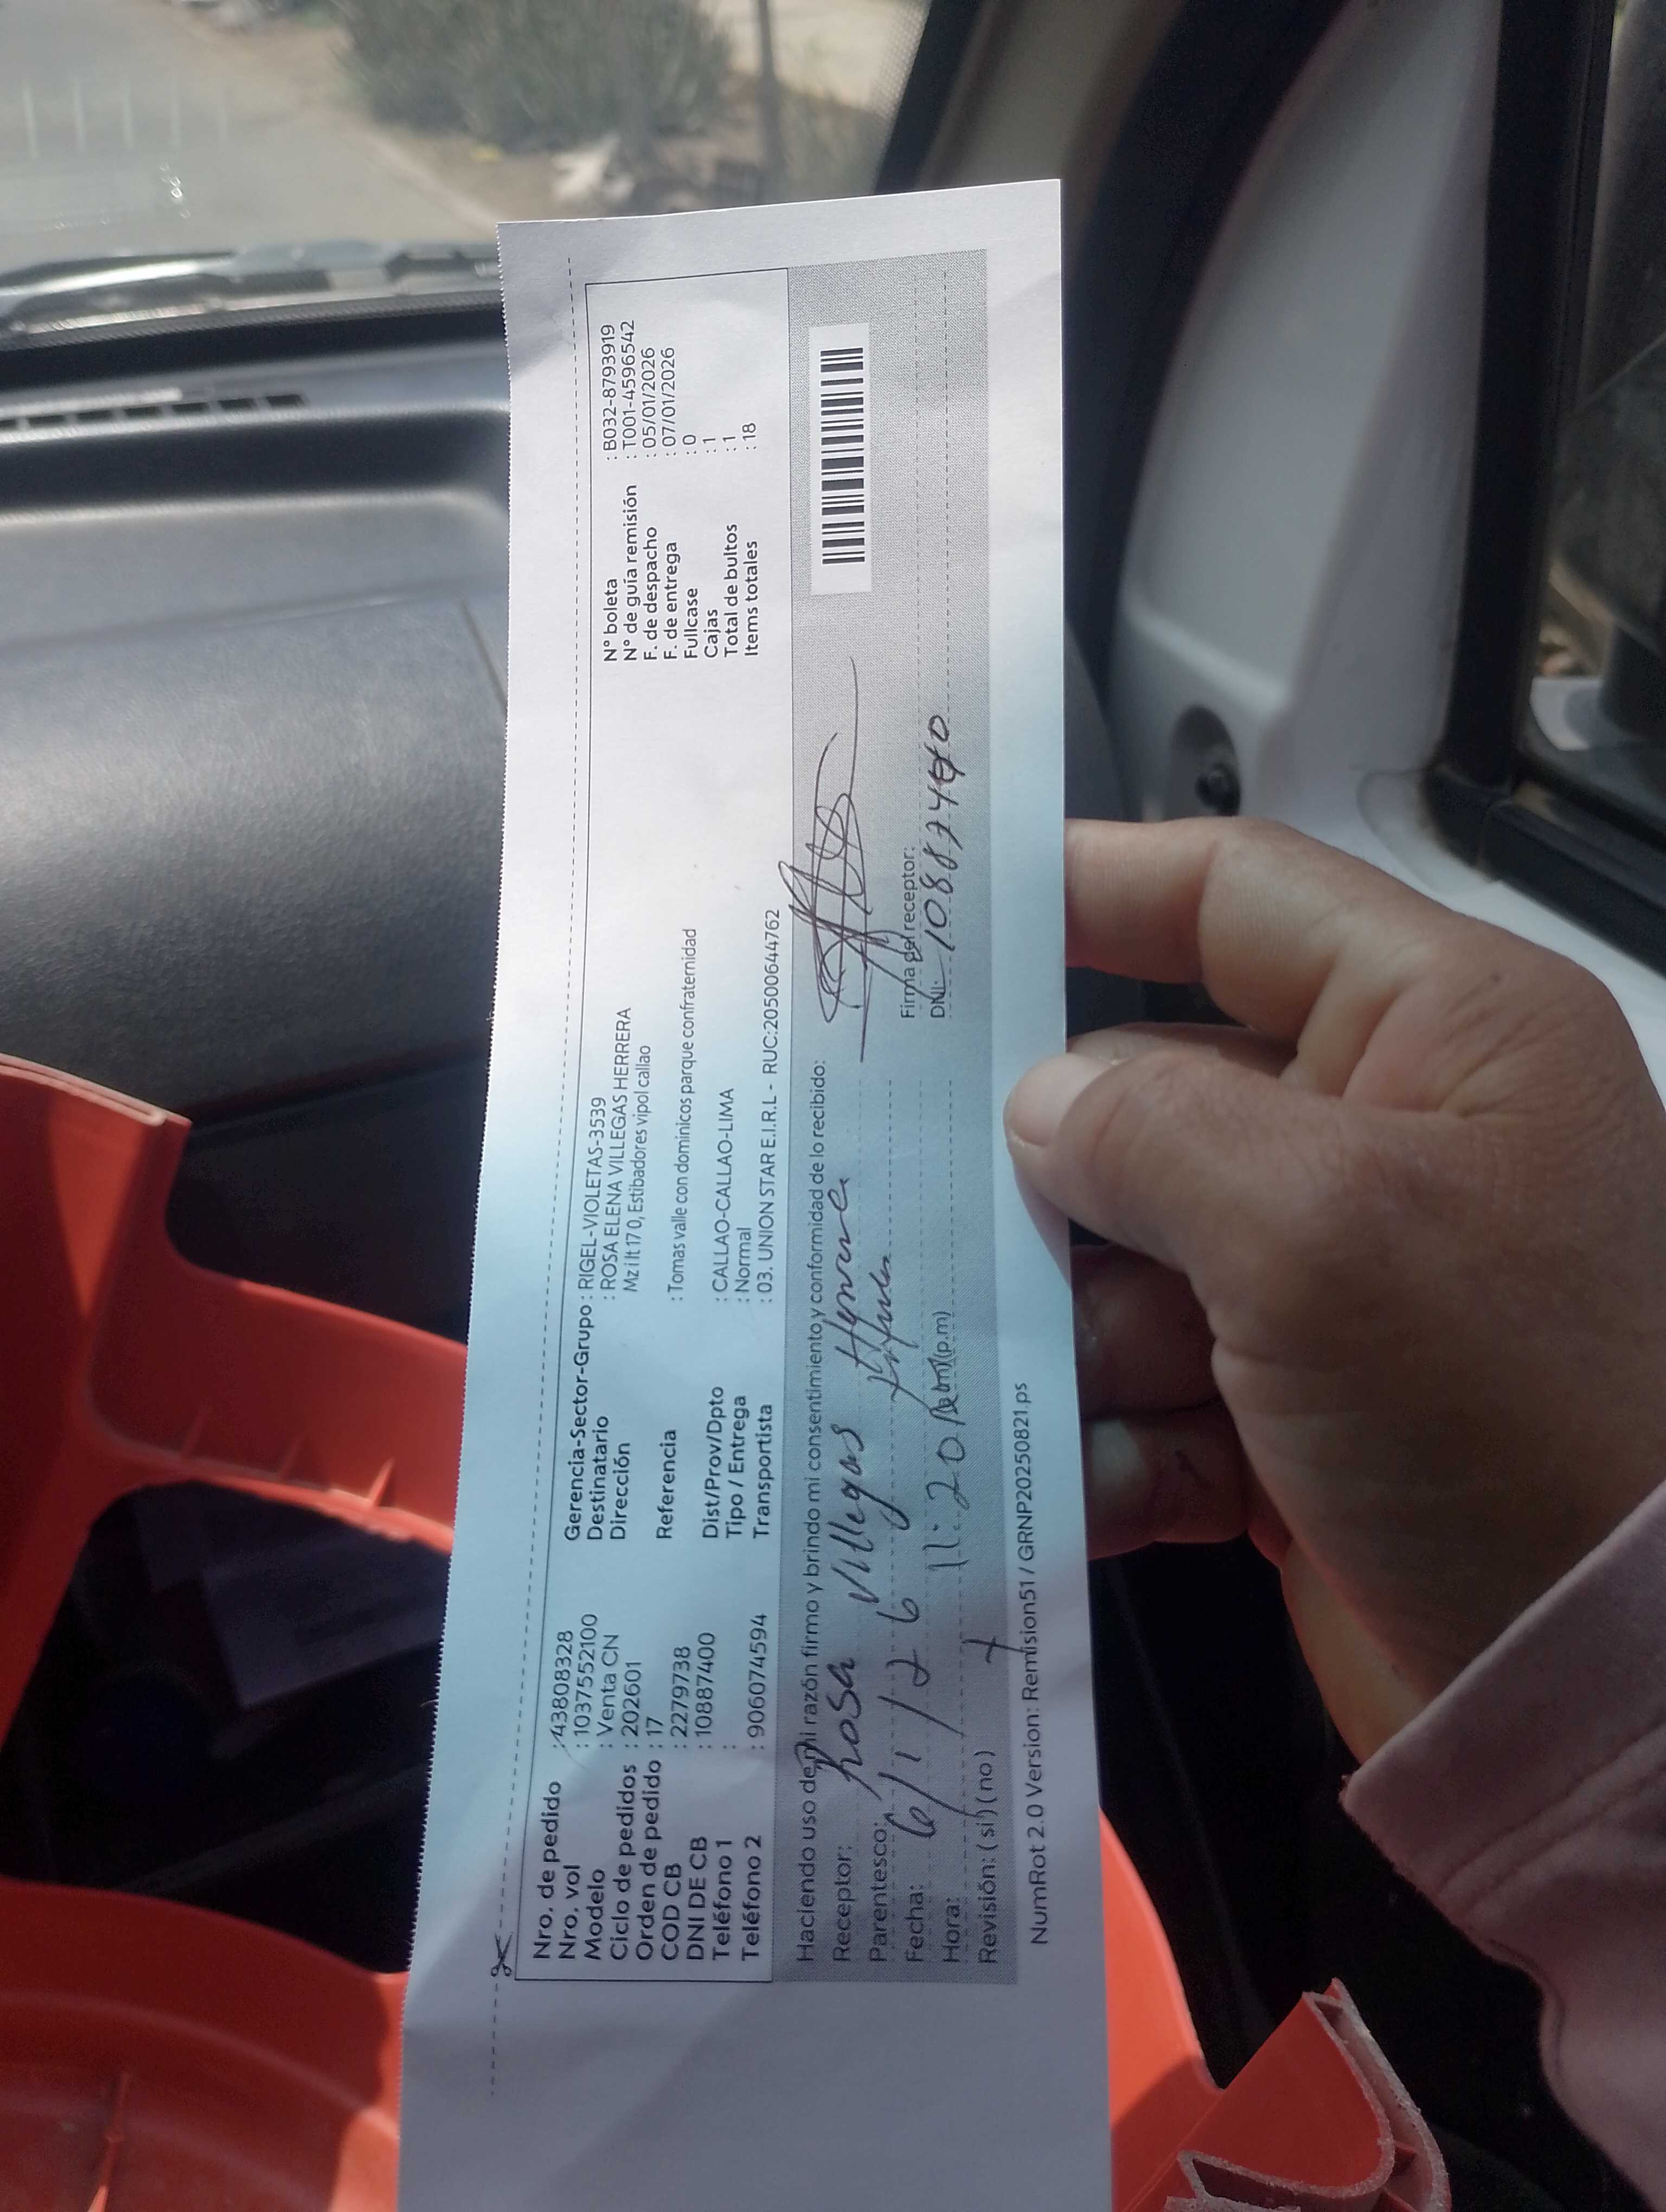 Nro. de pedido : 43808328
Nro. vol : 1037552100
Modelo : Venta CN
Ciclo de pedidos : 202601
Orden de pedido : 17
COD CB : 2279738
DNI DE CB : 10887400
Teléfono 1 :
Teléfono 2 : 906074594
Gerencia-Sector-Grupo : RIGEL-VIOLETAS-3539
Destinatario : ROSA ELENA VILLEGAS HERRERA
Dirección Mz i lt 17 0, Estibadores vipol callao
Referencia : Tomas valle con dominicos parque confraternidad
Dist/Prov/Dpto : CALLAO-CALLAO-LIMA
Tipo / Entrega : Normal
Transportista : 03. UNION STAR E.I.R.L - RUC:20500644762
N° boleta : B032-8793919
N° de guía remisión : T001-4596542
F. de despacho : 05/01/2026
F. de entrega : 07/01/2026
Fullcase : 0
Cajas : 1
Total de bultos : 1
Items totales : 18
Haciendo uso de mi razón firmo y brindo mi consentimiento y conformidad de lo recibido:
Receptor: Rosa Villegas Herrera
Parentesco:
Fecha: 6/1/26
Hora: 11:20 (p.m)
Revisión: (si) (no)
Firma del receptor:
DNI:
NumRot 2.0 Version: Remision51 / GRNP20250821.ps